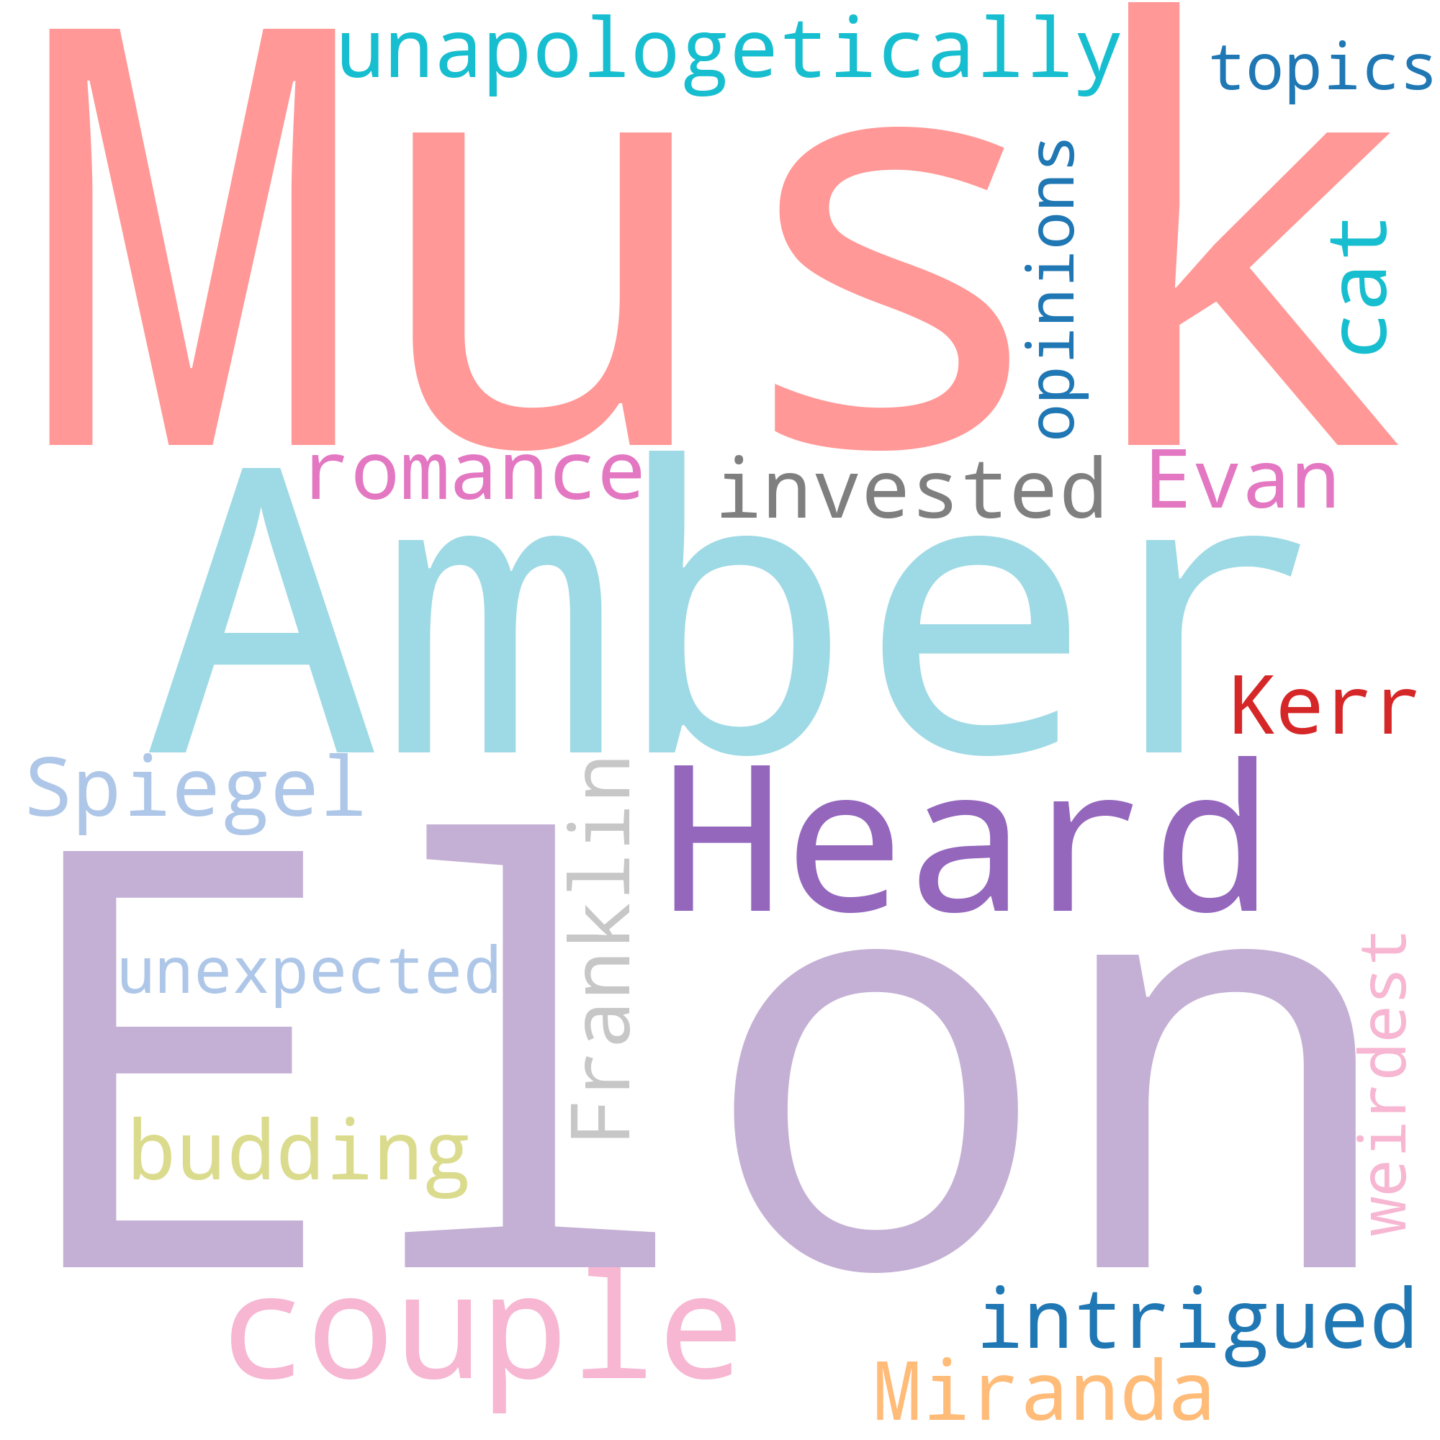 unapologetically
topics
Musk
opinions
cat
romance
invested
Evan
Amber
Kerr
Spiegel
Franklin
Heard
Elon
unexpected
weirdest
budding
couple
intrigued
Miranda